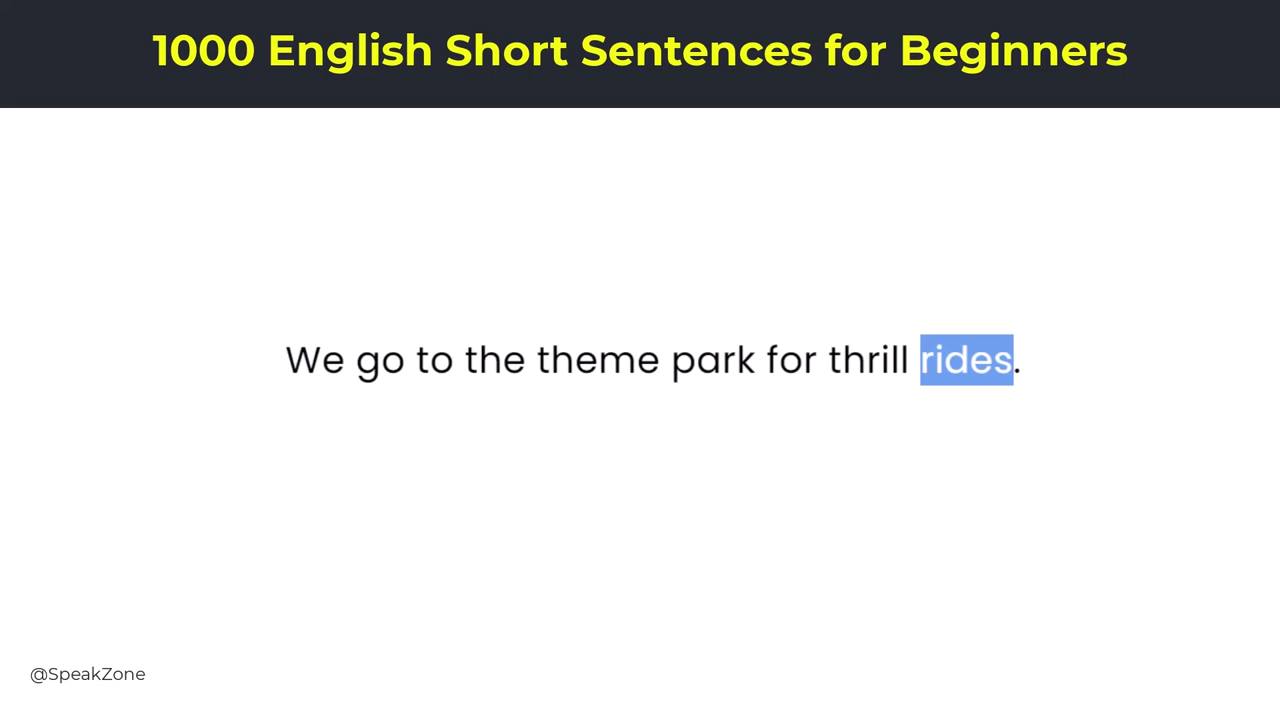 1000 English Short Sentences for Beginners
We go to the theme park for thrill rides.
@SpeakZone